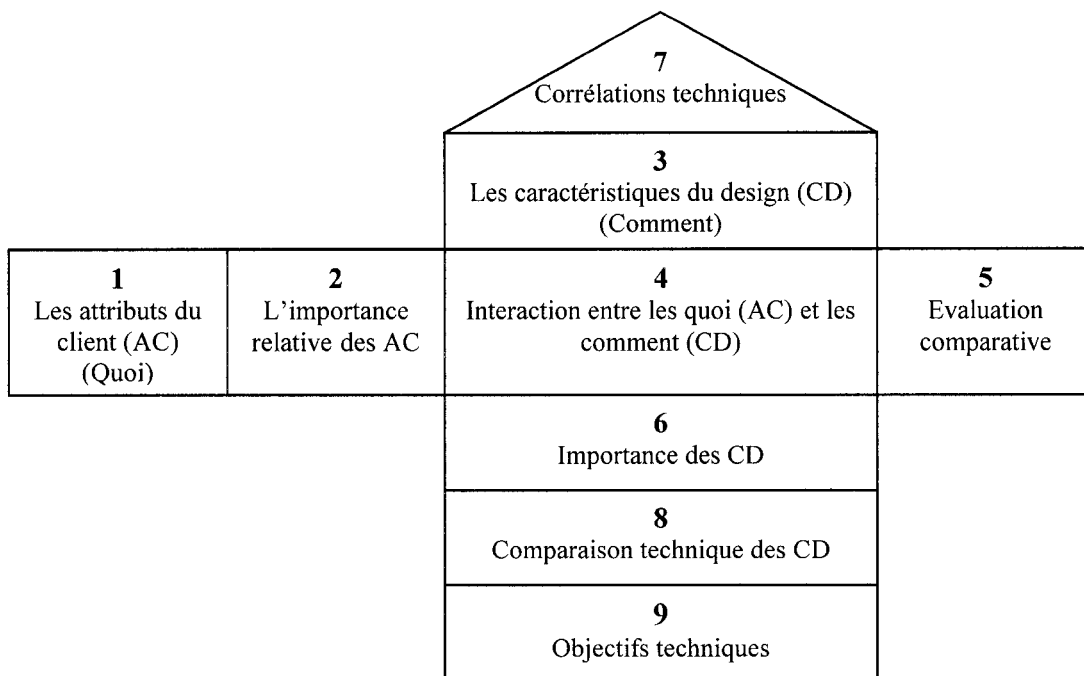 7
Corrélations techniques
3
Les caractéristiques du design (CD)
(Comment)
1
Les attributs du
client (AC)
(Quoi)
2
L'importance
relative des AC
4
Interaction entre les quoi (AC) et les
comment (CD)
5
Evaluation
comparative
6
Importance des CD
8
Comparaison technique des CD
9
Objectifs techniques